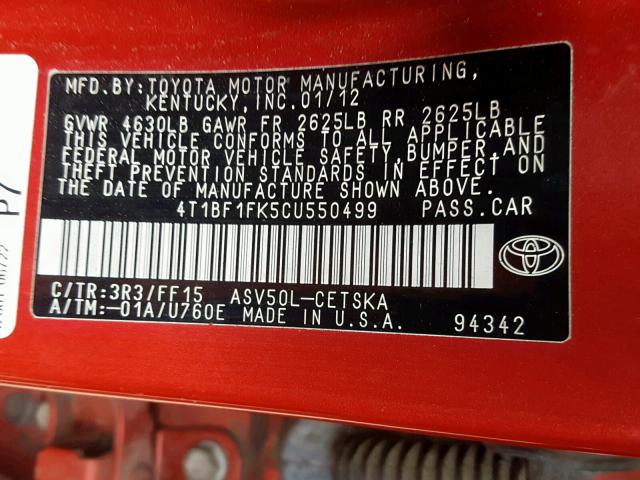 MFD.BY:TOYOTA MOTOR MANUFACTURING,
KENTUCKY,INC.01/12
GVWR 4630LB GAWR FR 2625LB RR 2625LB
THIS VEHICLE CONFORMS TO ALL APPLICABLE
FEDERAL MOTOR VEHICLE SAFETY,BUMPER,AND
THEFT PREVENTION STANDARDS IN EFFECT ON
THE DATE OF MANUFACTURE SHOWN ABOVE.
4T1BF1FK5CU550499 PASS.CAR
TOYOTA
C/TR:3R3/FF15 ASV50L-CETSKA
A/TM:-01A/U760E MADE IN U.S.A. 94342
P7